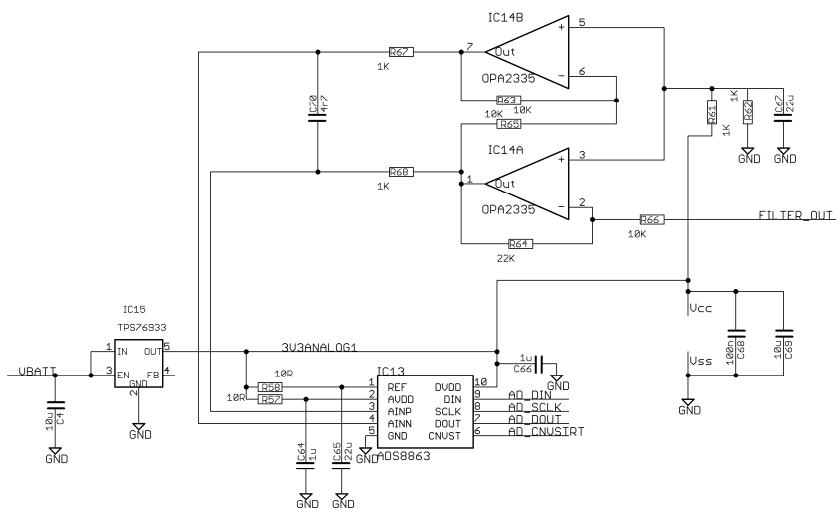 IC14B
5
7
Out
6
OPA2335
R67
1K
C70
4r7
R63
10K
10K
R65
R61
1K
1K
R62
C67
22u
GND
GND
IC14A
3
1
Out
2
OPA2335
R68
1K
R66
10K
FILTER_OUT
R64
22K
IC15
TPS76933
1
IN
OUT
5
3
EN
FB
4
GND
2
VBATT
10u
C4
GND
GND
3V3ANALOG1
1u
C66
GND
Vcc
Vss
100n
C68
10u
C69
GND
IC13
10R
R58
10R
R57
1
REF
DVDD
10
2
AVDD
DIN
9
AD_DIN
3
AINP
SCLK
8
AD_SCLK
4
AINN
DOUT
7
AD_DOUT
5
GND
CNVST
6
AD_CNVSTRT
GND
ADS8863
C64
1u
C65
22u
GND
GND